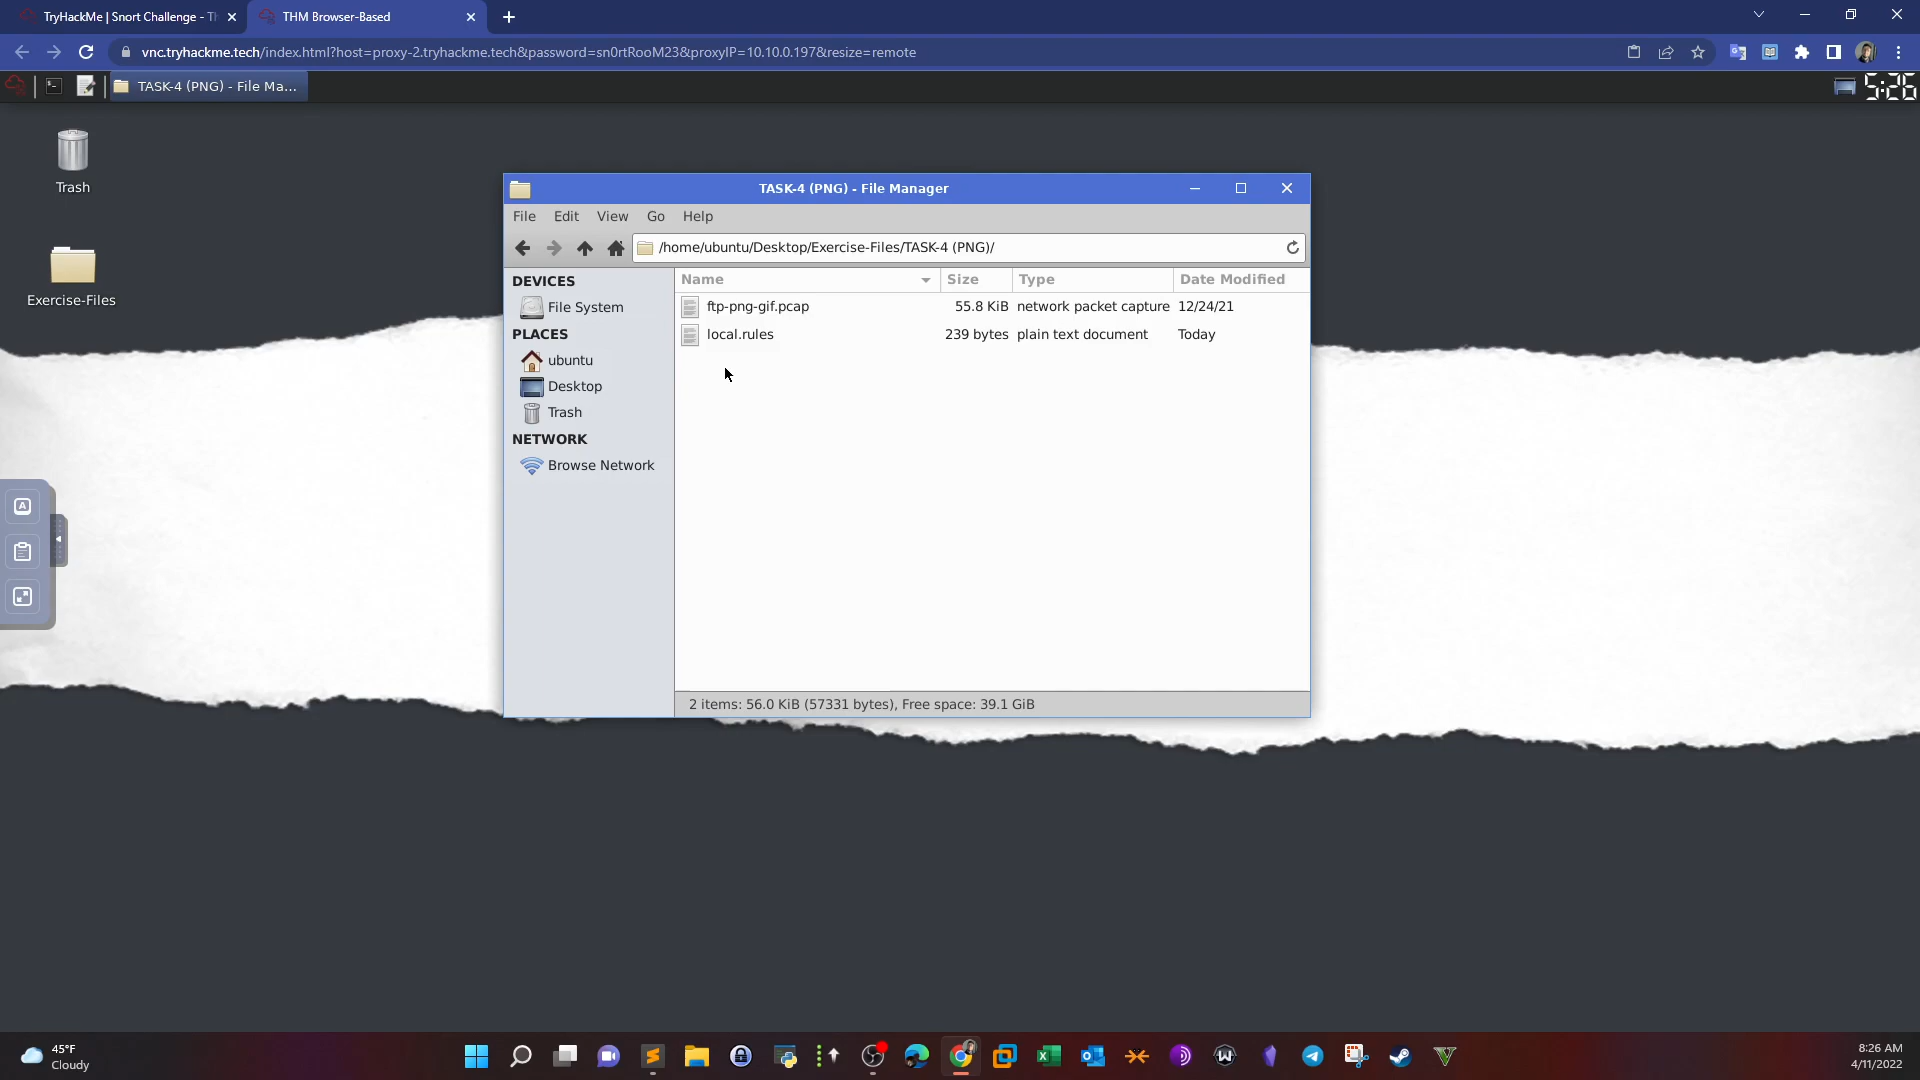 TryHackMe | Snort Challenge - Th
THM Browser-Based
vnc.tryhackme.tech/index.html?host=proxy-2.tryhackme.tech&password=sn0rtRooM23&proxyIP=10.10.0.197&resize=remote
TASK-4 (PNG) - File Ma...
5:26
Trash
Exercise-Files
TASK-4 (PNG) - File Manager
File Edit View Go Help
/home/ubuntu/Desktop/Exercise-Files/TASK-4 (PNG)/
DEVICES
File System
PLACES
ubuntu
Desktop
Trash
NETWORK
Browse Network
Name Size Type Date Modified
ftp-png-gif.pcap 55.8 KiB network packet capture 12/24/21
local.rules 239 bytes plain text document Today
2 items: 56.0 KiB (57331 bytes), Free space: 39.1 GiB
A
45°F
Cloudy
8:26 AM
4/11/2022